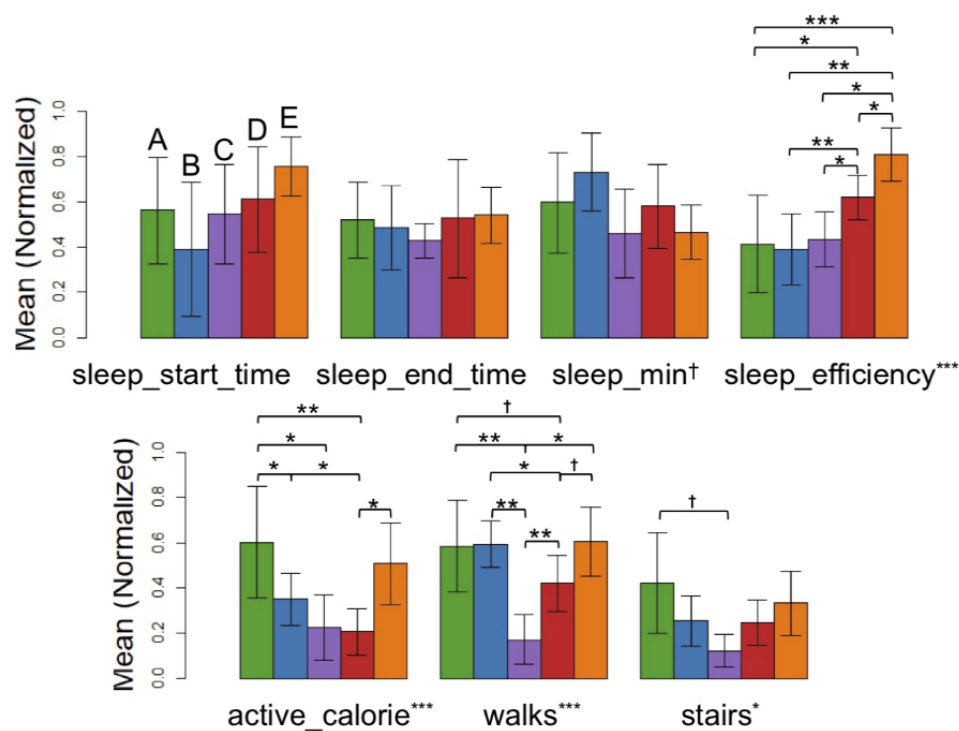 ***
*
**
*
*
**
*
Mean (Normalized)
0.0 0.2 0.4 0.6 0.8 1.0
A B C D E
sleep_start_time sleep_end_time sleep_min† sleep_efficiency***
** †
* ** *
* * * †
* ** **
†
Mean (Normalized)
0.0 0.2 0.4 0.6 0.8 1.0
active_calorie*** walks*** stairs*